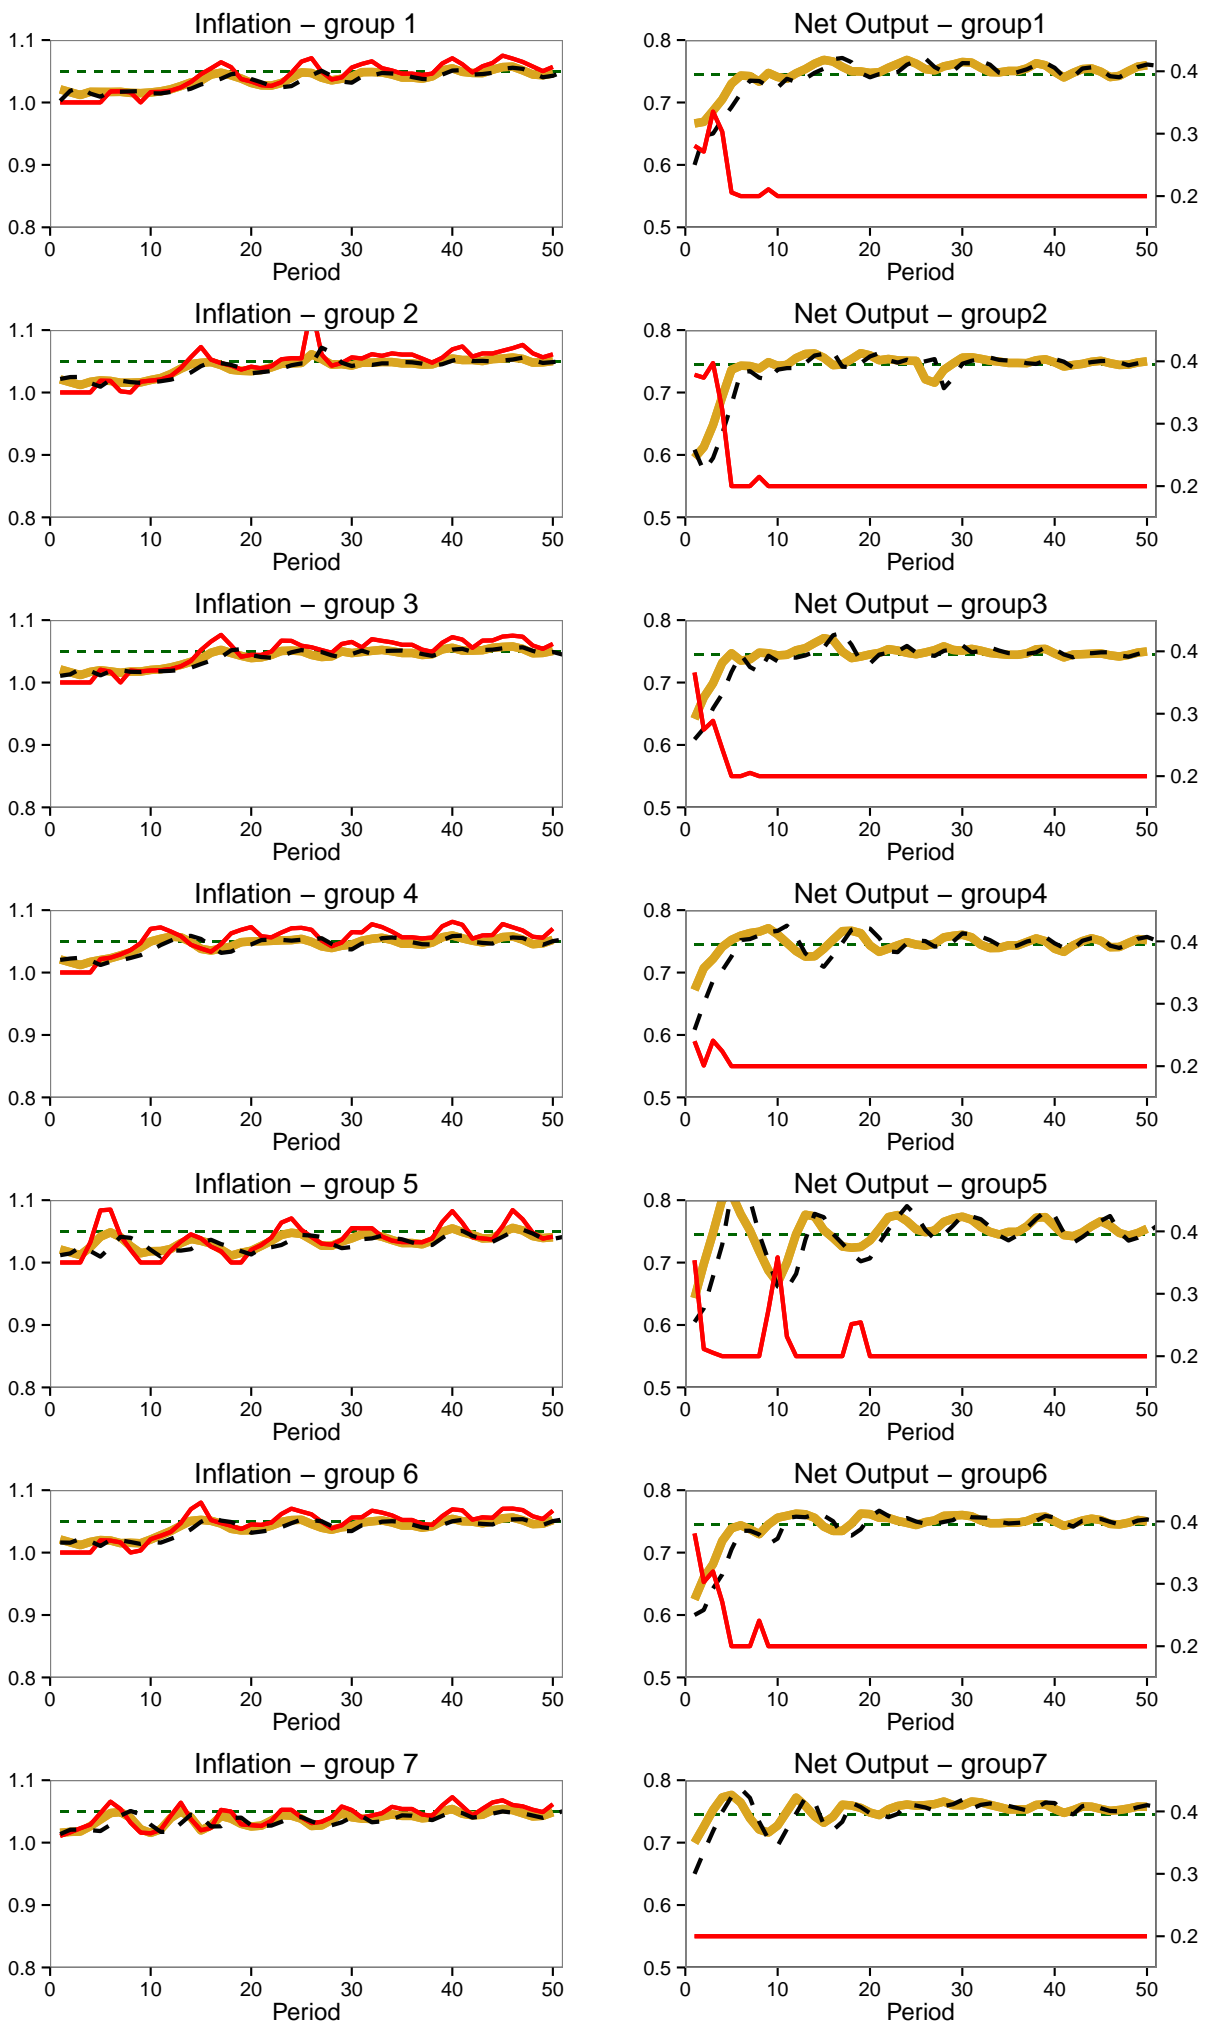 Inflation – group 1
Net Output – group1
1.1
1.0
0.9
0.8
0 10 20 30 40 50
Period
0.8
0.7
0.6
0.5
0.4
0.3
0.2
0 10 20 30 40 50
Period
Inflation – group 2
Net Output – group2
1.1
1.0
0.9
0.8
0 10 20 30 40 50
Period
0.8
0.7
0.6
0.5
0.4
0.3
0.2
0 10 20 30 40 50
Period
Inflation – group 3
Net Output – group3
1.1
1.0
0.9
0.8
0 10 20 30 40 50
Period
0.8
0.7
0.6
0.5
0.4
0.3
0.2
0 10 20 30 40 50
Period
Inflation – group 4
Net Output – group4
1.1
1.0
0.9
0.8
0 10 20 30 40 50
Period
0.8
0.7
0.6
0.5
0.4
0.3
0.2
0 10 20 30 40 50
Period
Inflation – group 5
Net Output – group5
1.1
1.0
0.9
0.8
0 10 20 30 40 50
Period
0.8
0.7
0.6
0.5
0.4
0.3
0.2
0 10 20 30 40 50
Period
Inflation – group 6
Net Output – group6
1.1
1.0
0.9
0.8
0 10 20 30 40 50
Period
0.8
0.7
0.6
0.5
0.4
0.3
0.2
0 10 20 30 40 50
Period
Inflation – group 7
Net Output – group7
1.1
1.0
0.9
0.8
0 10 20 30 40 50
Period
0.8
0.7
0.6
0.5
0.4
0.3
0.2
0 10 20 30 40 50
Period